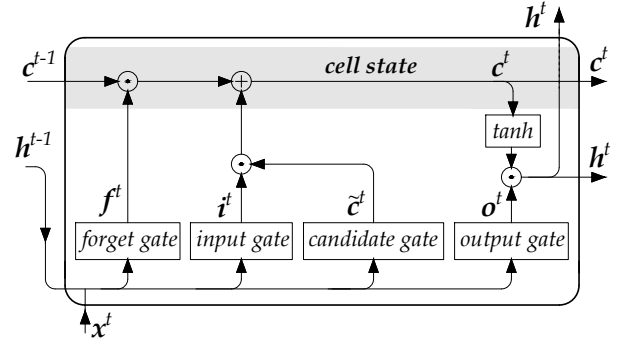 h^t
c^{t-1} cell state c^t c^t
tanh
h^{t-1} h^t
f^t i^t c̃^t o^t
forget gate input gate candidate gate output gate
x^t